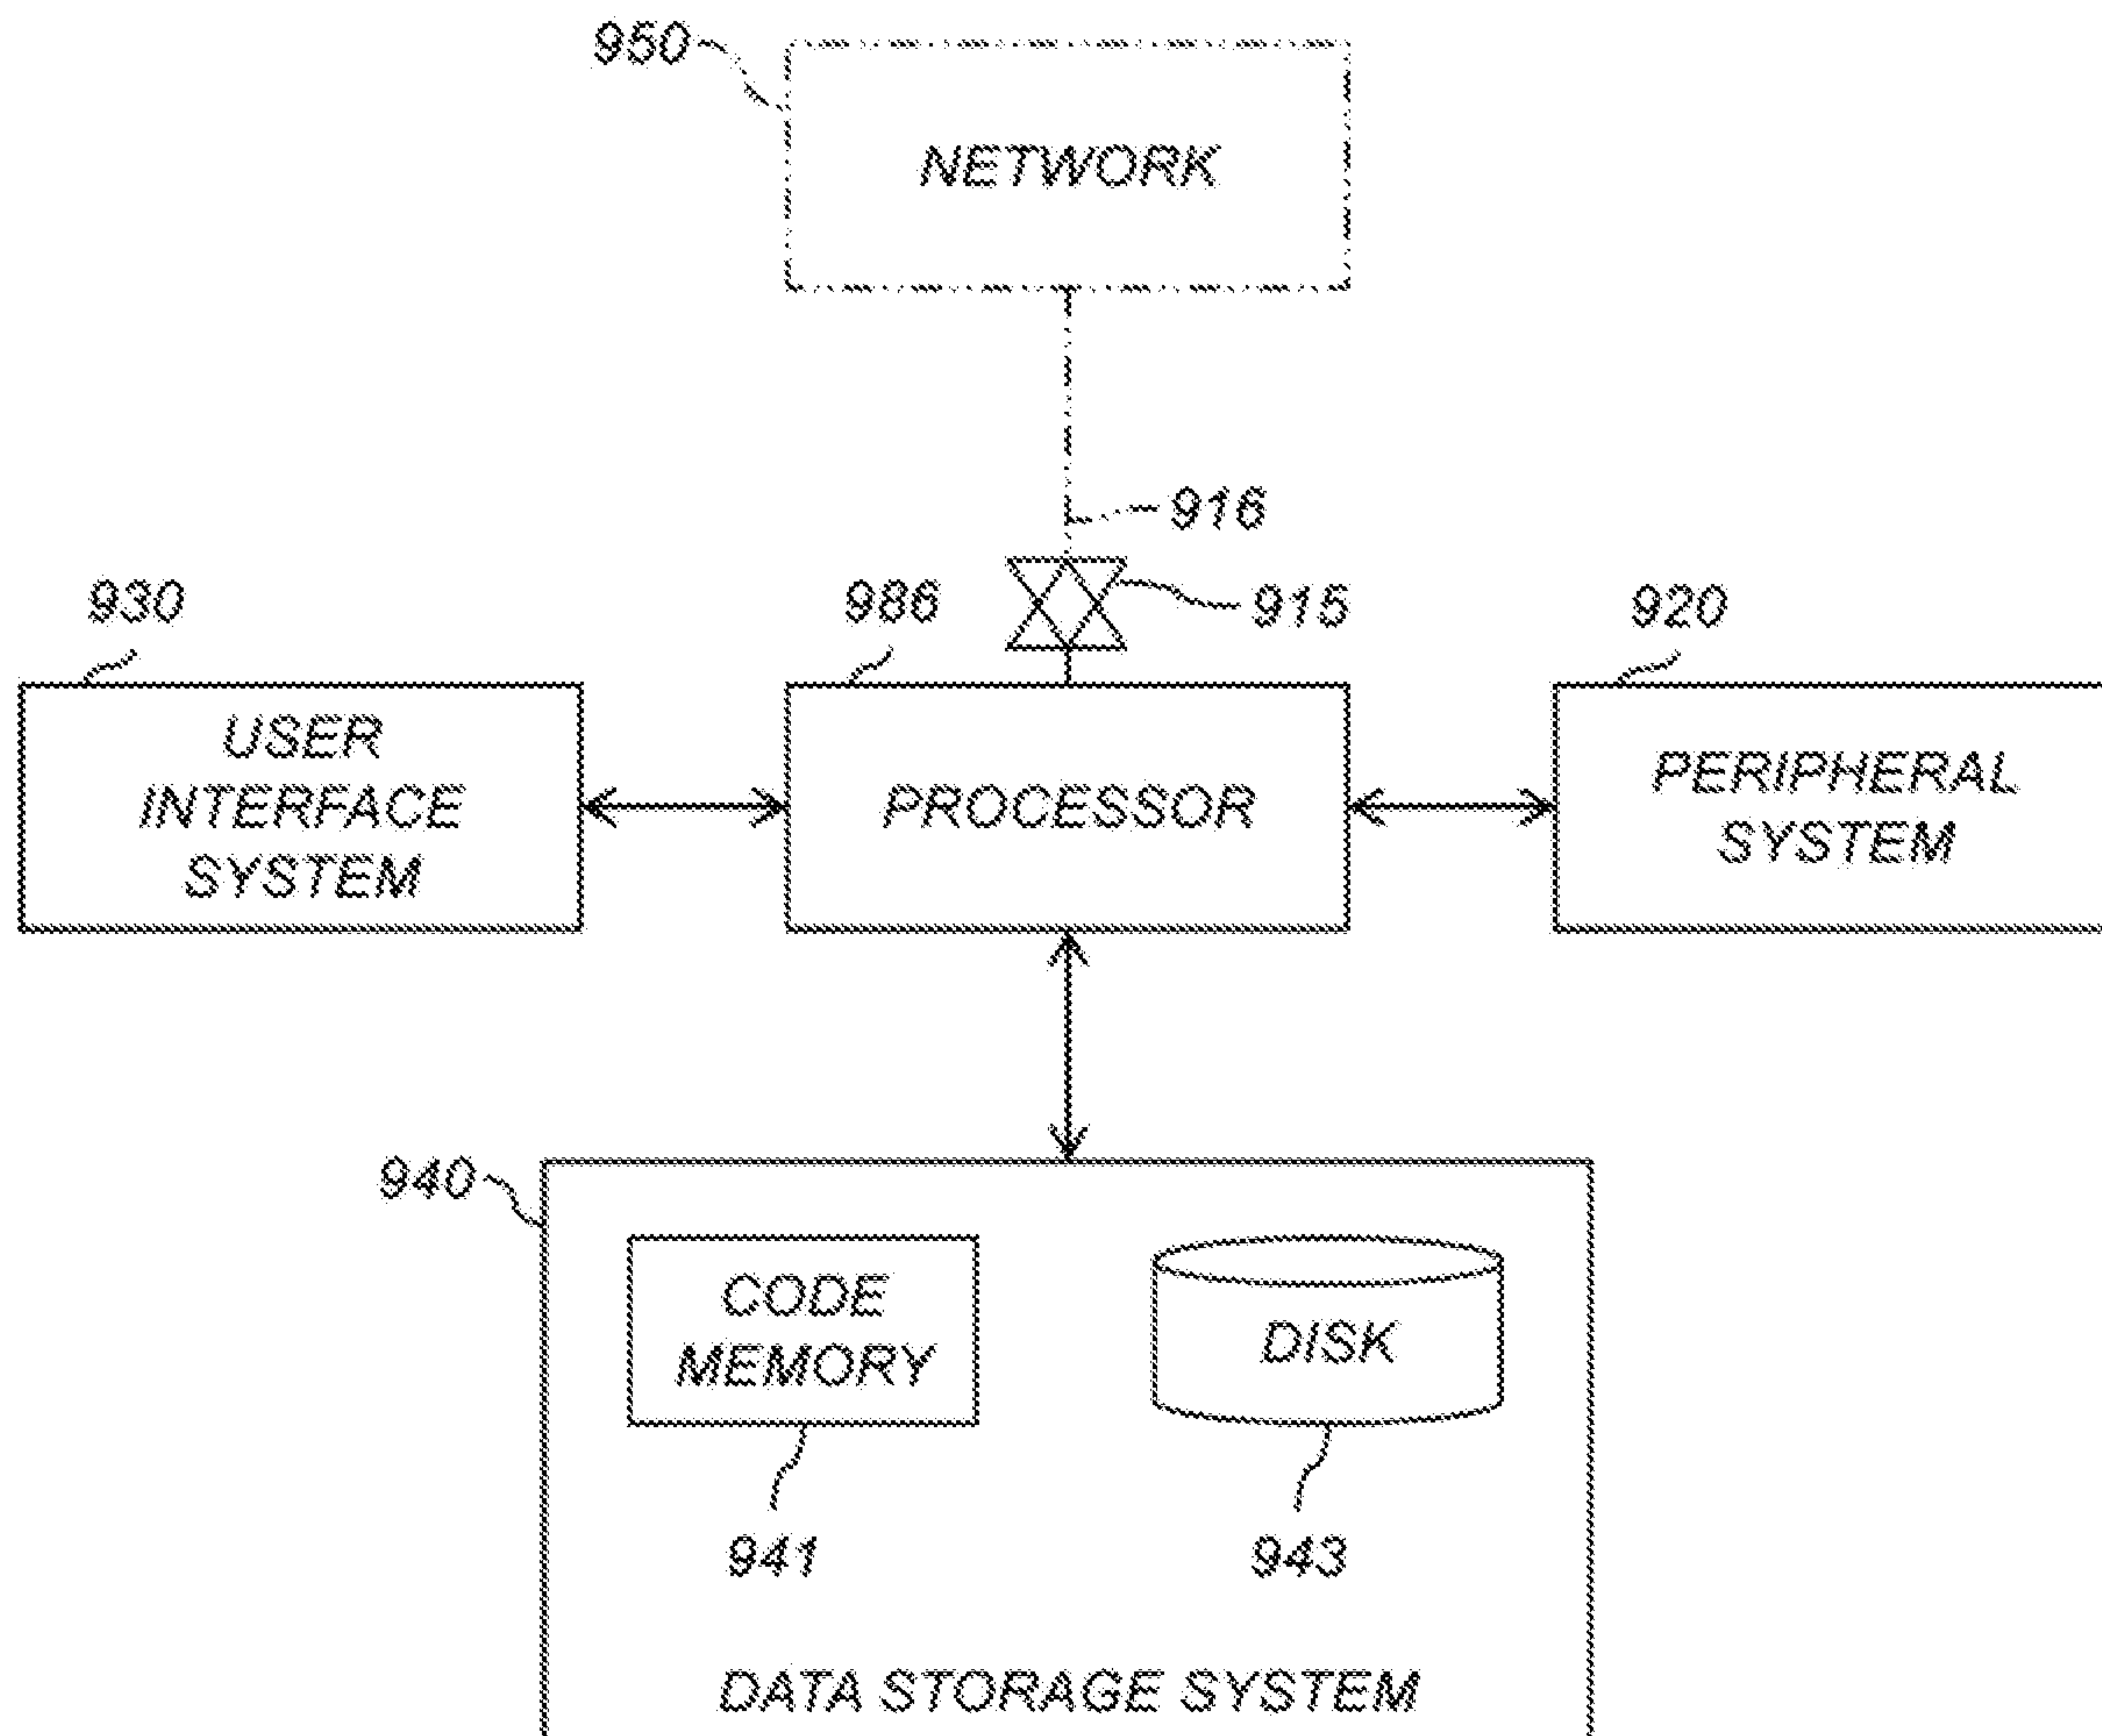 950
NETWORK
916
915
930
986
920
USER
INTERFACE
SYSTEM
PROCESSOR
PERIPHERAL
SYSTEM
940
CODE
MEMORY
DISK
941
943
DATA STORAGE SYSTEM